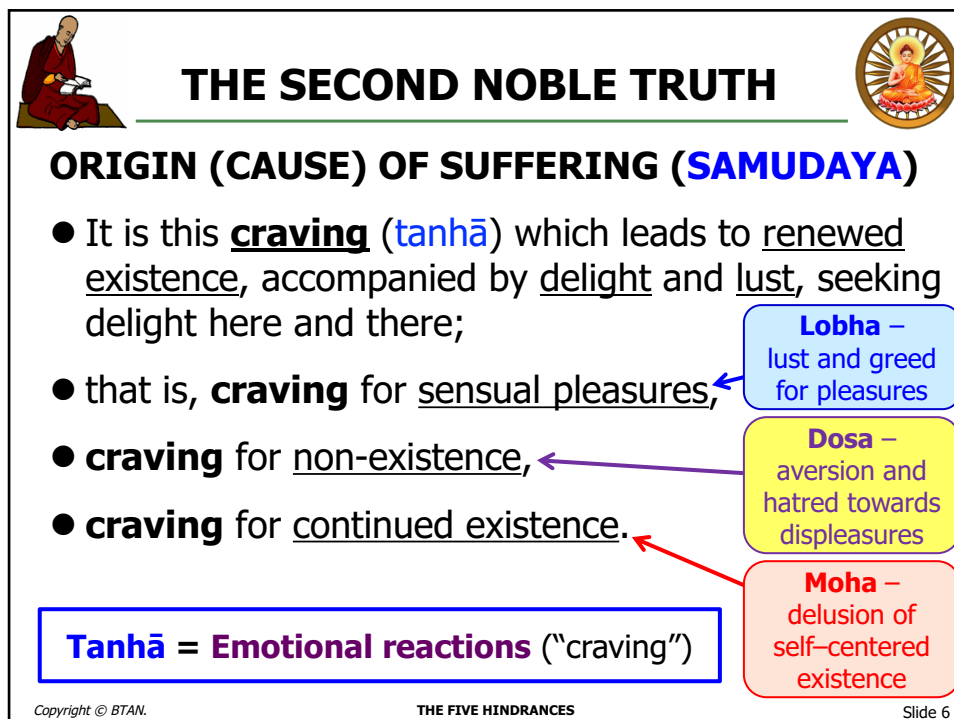 THE SECOND NOBLE TRUTH
ORIGIN (CAUSE) OF SUFFERING (SAMUDAYA)
● It is this craving (tanhā) which leads to renewed
existence, accompanied by delight and lust, seeking
delight here and there;
● that is, craving for sensual pleasures,
● craving for non-existence,
● craving for continued existence.
Lobha –
lust and greed
for pleasures
Dosa –
aversion and
hatred towards
displeasures
Moha –
delusion of
self–centered
existence
Tanhā = Emotional reactions (“craving”)
Copyright © BTAN.
THE FIVE HINDRANCES
Slide 6